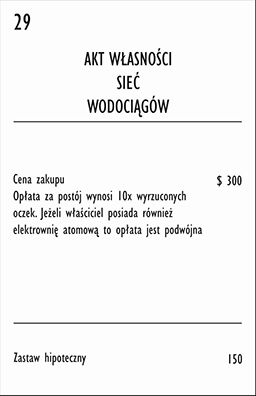 29
AKT WŁASNOŚCI
SIEĆ
WODOCIĄGÓW
Cena zakupu $ 300
Opłata za postój wynosi 10x wyrzuconych
oczek. Jeżeli właściciel posiada również
elektrownię atomową to opłata jest podwójna
Zastaw hipoteczny 150